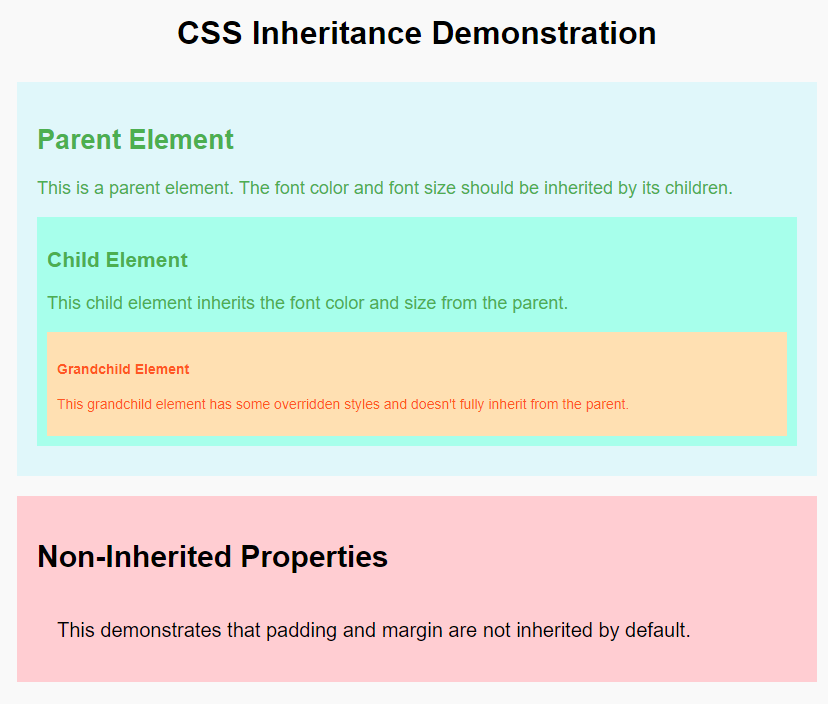 CSS Inheritance Demonstration
Parent Element
This is a parent element. The font color and font size should be inherited by its children.
Child Element
This child element inherits the font color and size from the parent.
Grandchild Element
This grandchild element has some overridden styles and doesn't fully inherit from the parent.
Non-Inherited Properties
This demonstrates that padding and margin are not inherited by default.